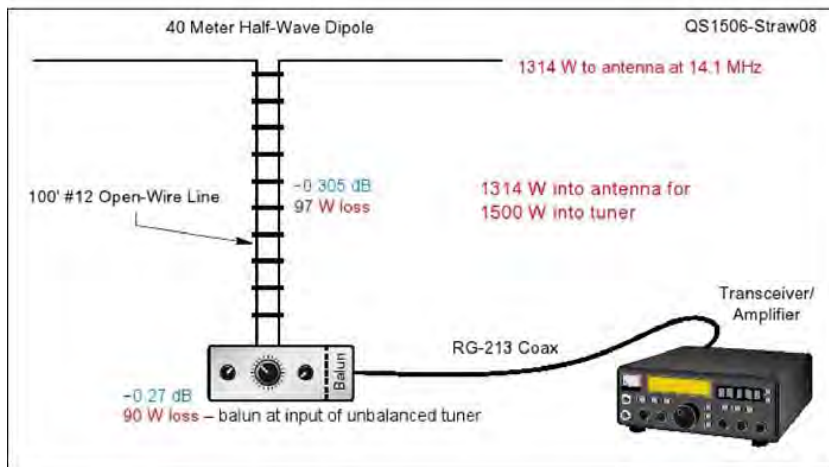 40 Meter Half-Wave Dipole
QS1506-Straw08
1314 W to antenna at 14.1 MHz
-0.305 dB
97 W loss
100' #12 Open-Wire Line
1314 W into antenna for
1500 W into tuner
Transceiver/
Amplifier
RG-213 Coax
Balun
-0.27 dB
90 W loss – balun at input of unbalanced tuner